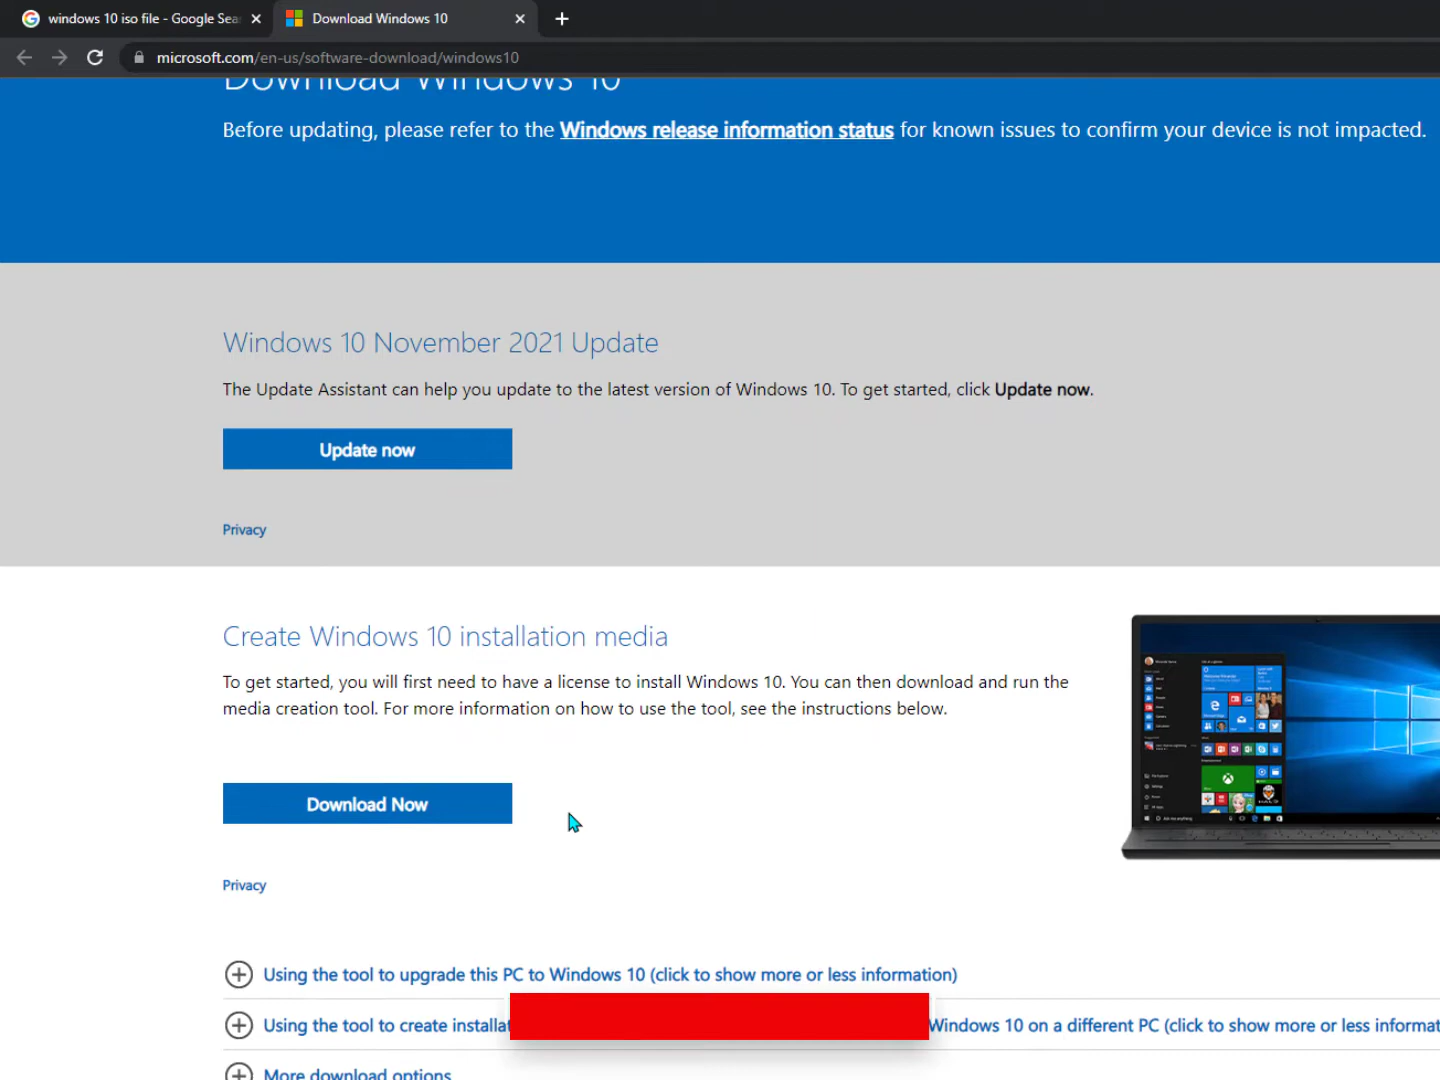 windows 10 iso file - Google Sea
Download Windows 10
microsoft.com/en-us/software-download/windows10
Download Windows 10
Before updating, please refer to the Windows release information status for known issues to confirm your device is not impacted.
Windows 10 November 2021 Update
The Update Assistant can help you update to the latest version of Windows 10. To get started, click Update now.
Update now
Privacy
Create Windows 10 installation media
To get started, you will first need to have a license to install Windows 10. You can then download and run the
media creation tool. For more information on how to use the tool, see the instructions below.
Download Now
Privacy
Using the tool to upgrade this PC to Windows 10 (click to show more or less information)
Using the tool to create installat Windows 10 on a different PC (click to show more or less informat
More download options